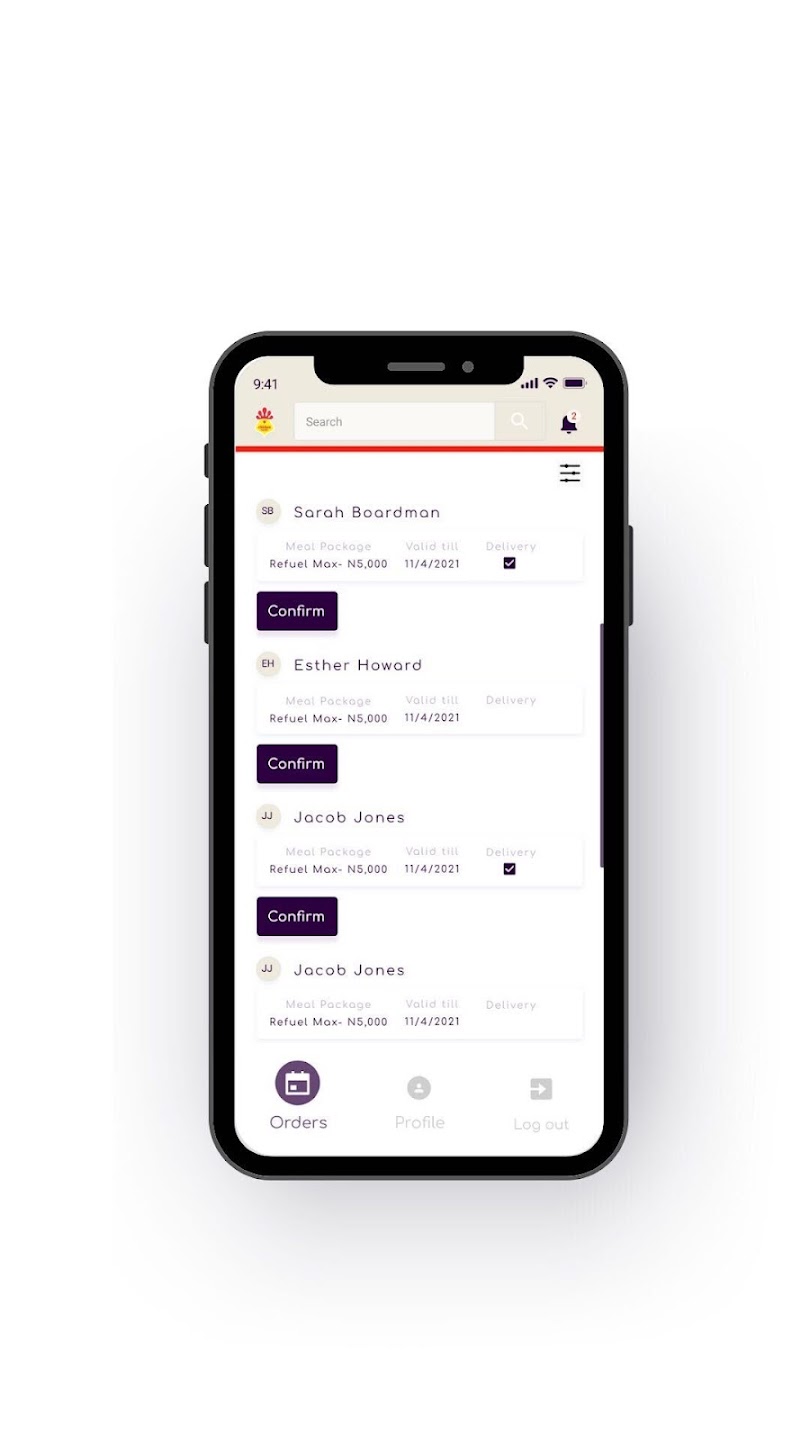 9:41
Search
2
SB Sarah Boardman
Meal Package Valid till Delivery
Refuel Max- N5,000 11/4/2021
Confirm
EH Esther Howard
Meal Package Valid till Delivery
Refuel Max- N5,000 11/4/2021
Confirm
JJ Jacob Jones
Meal Package Valid till Delivery
Refuel Max- N5,000 11/4/2021
Confirm
JJ Jacob Jones
Meal Package Valid till Delivery
Refuel Max- N5,000 11/4/2021
Orders Profile Log out